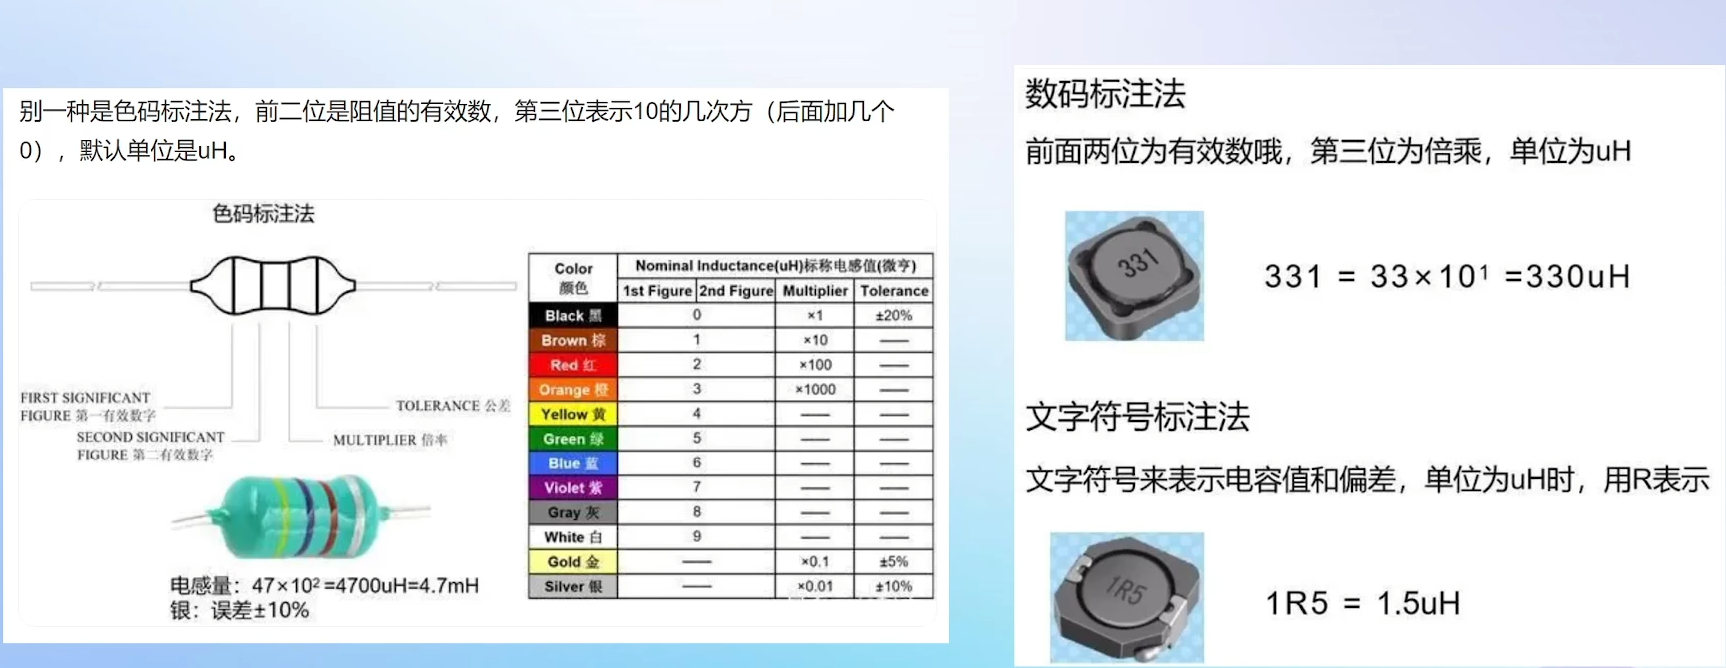 别一种是色码标注法，前二位是阻值的有效数，第三位表示10的几次方（后面加几个
0），默认单位是uH。
色码标注法
FIRST SIGNIFICANT
FIGURE 第一有效数字
SECOND SIGNIFICANT
FIGURE 第二有效数字
TOLERANCE 公差
MULTIPLIER 倍率
电感量：47×10²=4700uH=4.7mH
银：误差±10%
Color
颜色
Nominal Inductance(uH)标称电感值(微亨)
1st Figure 2nd Figure Multiplier Tolerance
Black 黑 0 ×1 ±20%
Brown 棕 1 ×10 ——
Red 红 2 ×100 ——
Orange 橙 3 ×1000 ——
Yellow 黄 4 —— ——
Green 绿 5 —— ——
Blue 蓝 6 —— ——
Violet 紫 7 —— ——
Gray 灰 8 —— ——
White 白 9 —— ——
Gold 金 —— ×0.1 ±5%
Silver 银 —— ×0.01 ±10%
数码标注法
前面两位为有效数哦，第三位为倍乘，单位为uH
331
331 = 33×10¹ =330uH
文字符号标注法
文字符号来表示电容值和偏差，单位为uH时，用R表示
1R5
1R5 = 1.5uH